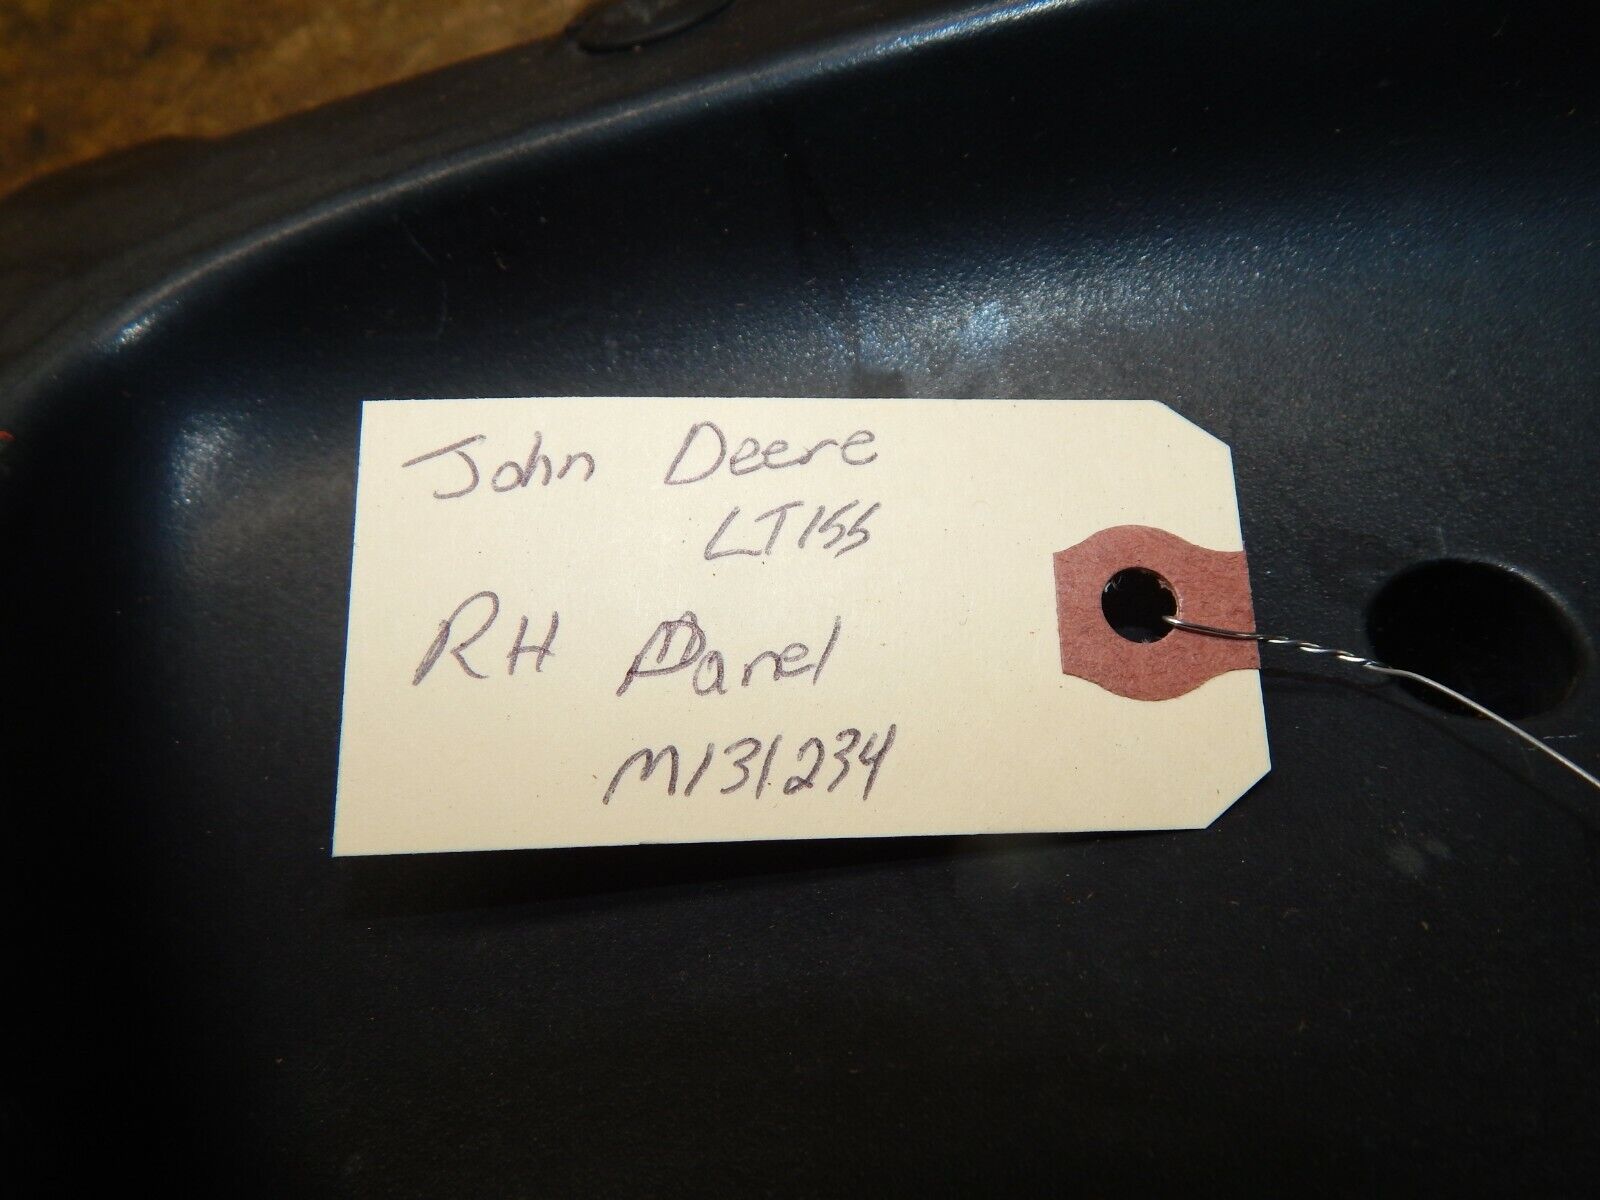 John Deere
LT155
RH Panel
M131234